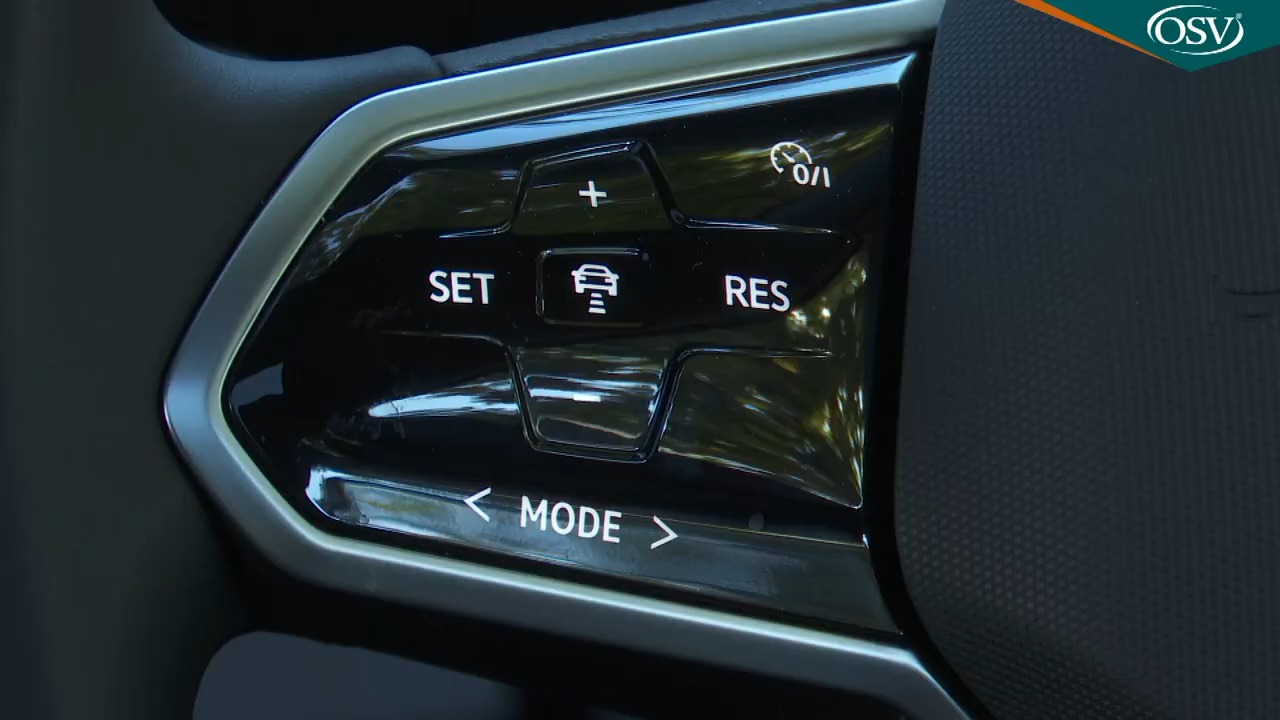 OSV
+
0/I
SET
RES
-
< MODE >